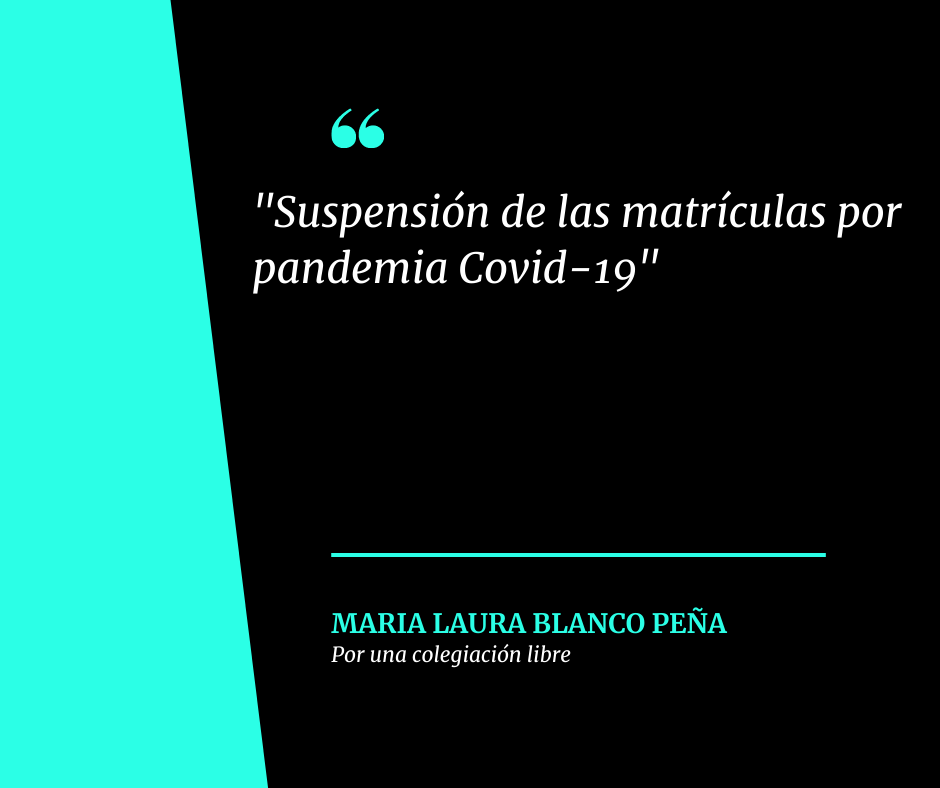 “
"Suspensión de las matrículas por
pandemia Covid-19"
MARIA LAURA BLANCO PEÑA
Por una colegiación libre